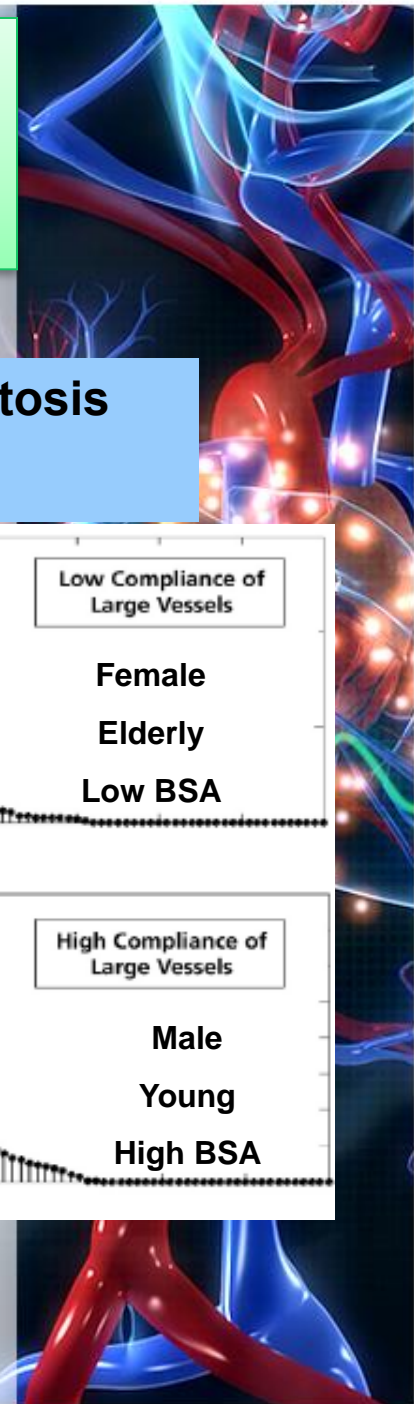 tosis
Low Compliance of
Large Vessels
Female
Elderly
Low BSA
High Compliance of
Large Vessels
Male
Young
High BSA